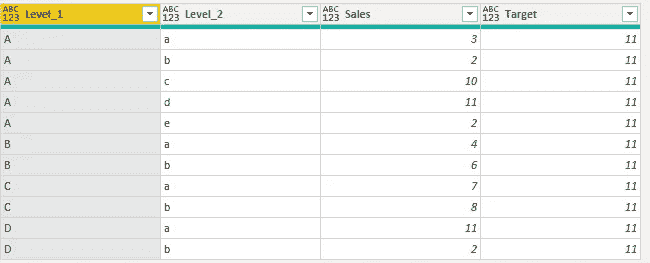 ABC 123 Level_1 ABC 123 Level_2 ABC 123 Sales ABC 123 Target
A a 3 11
A b 2 11
A c 10 11
A d 11 11
A e 2 11
B a 4 11
B b 6 11
C a 7 11
C b 8 11
D a 11 11
D b 2 11